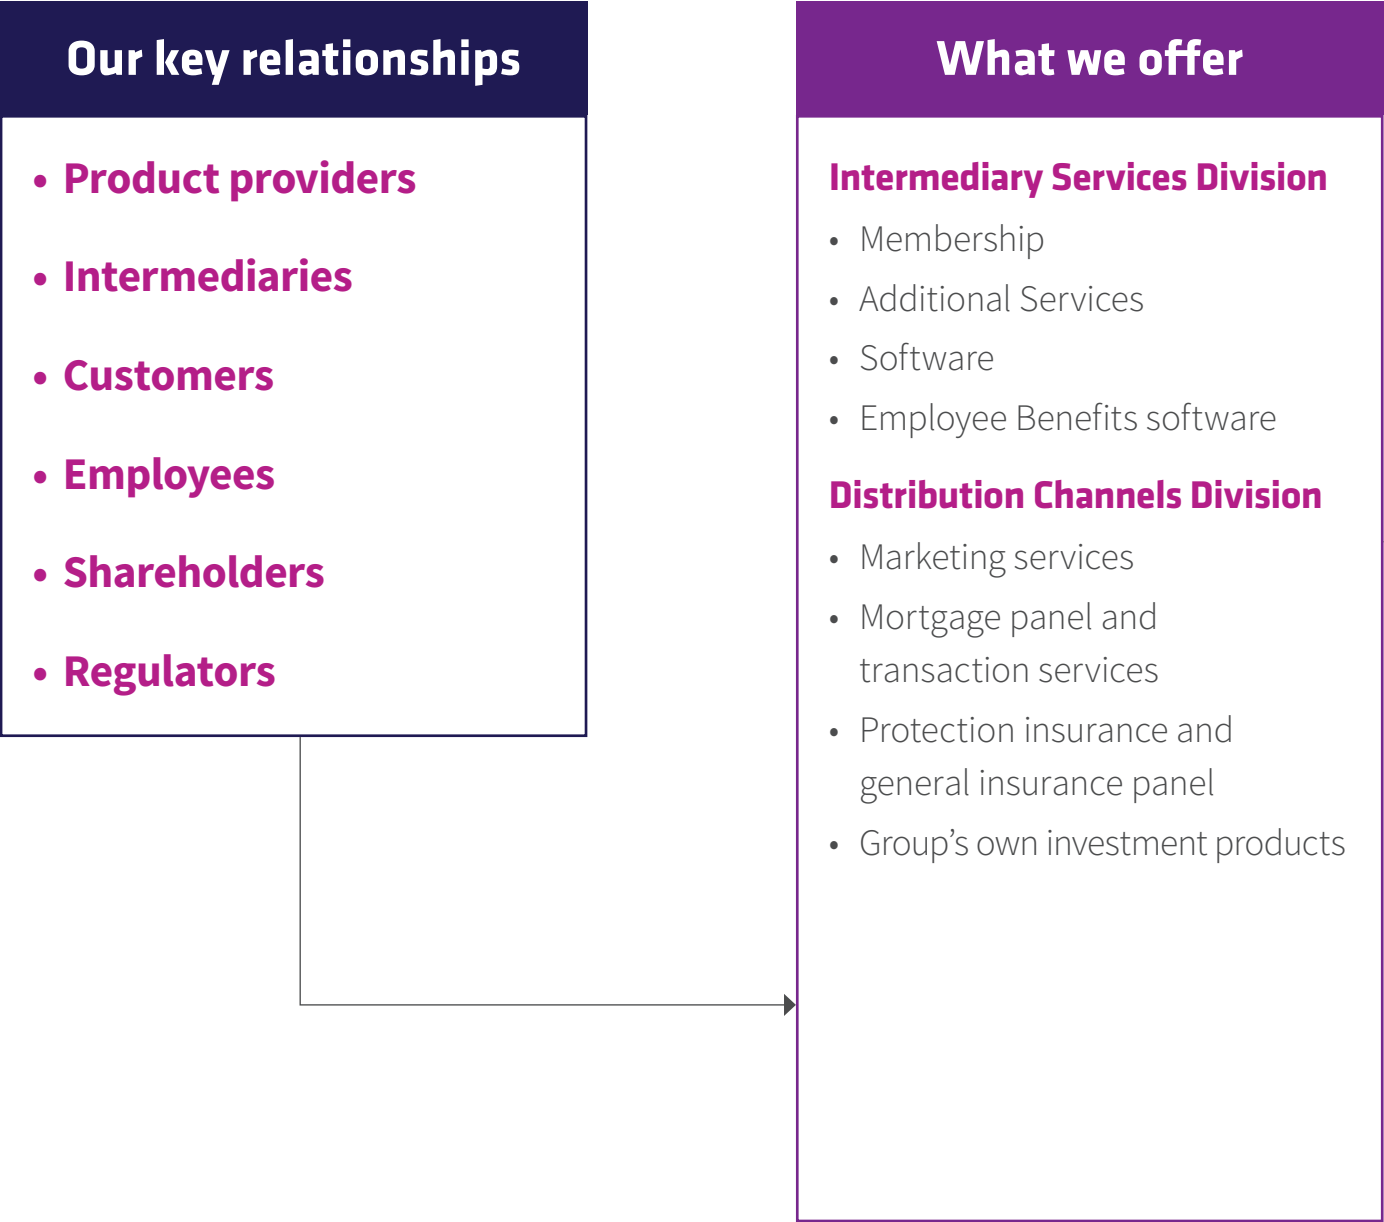 Our key relationships
• Product providers
• Intermediaries
• Customers
• Employees
• Shareholders
• Regulators
What we offer
Intermediary Services Division
• Membership
• Additional Services
• Software
• Employee Benefits software
Distribution Channels Division
• Marketing services
• Mortgage panel and
transaction services
• Protection insurance and
general insurance panel
• Group’s own investment products